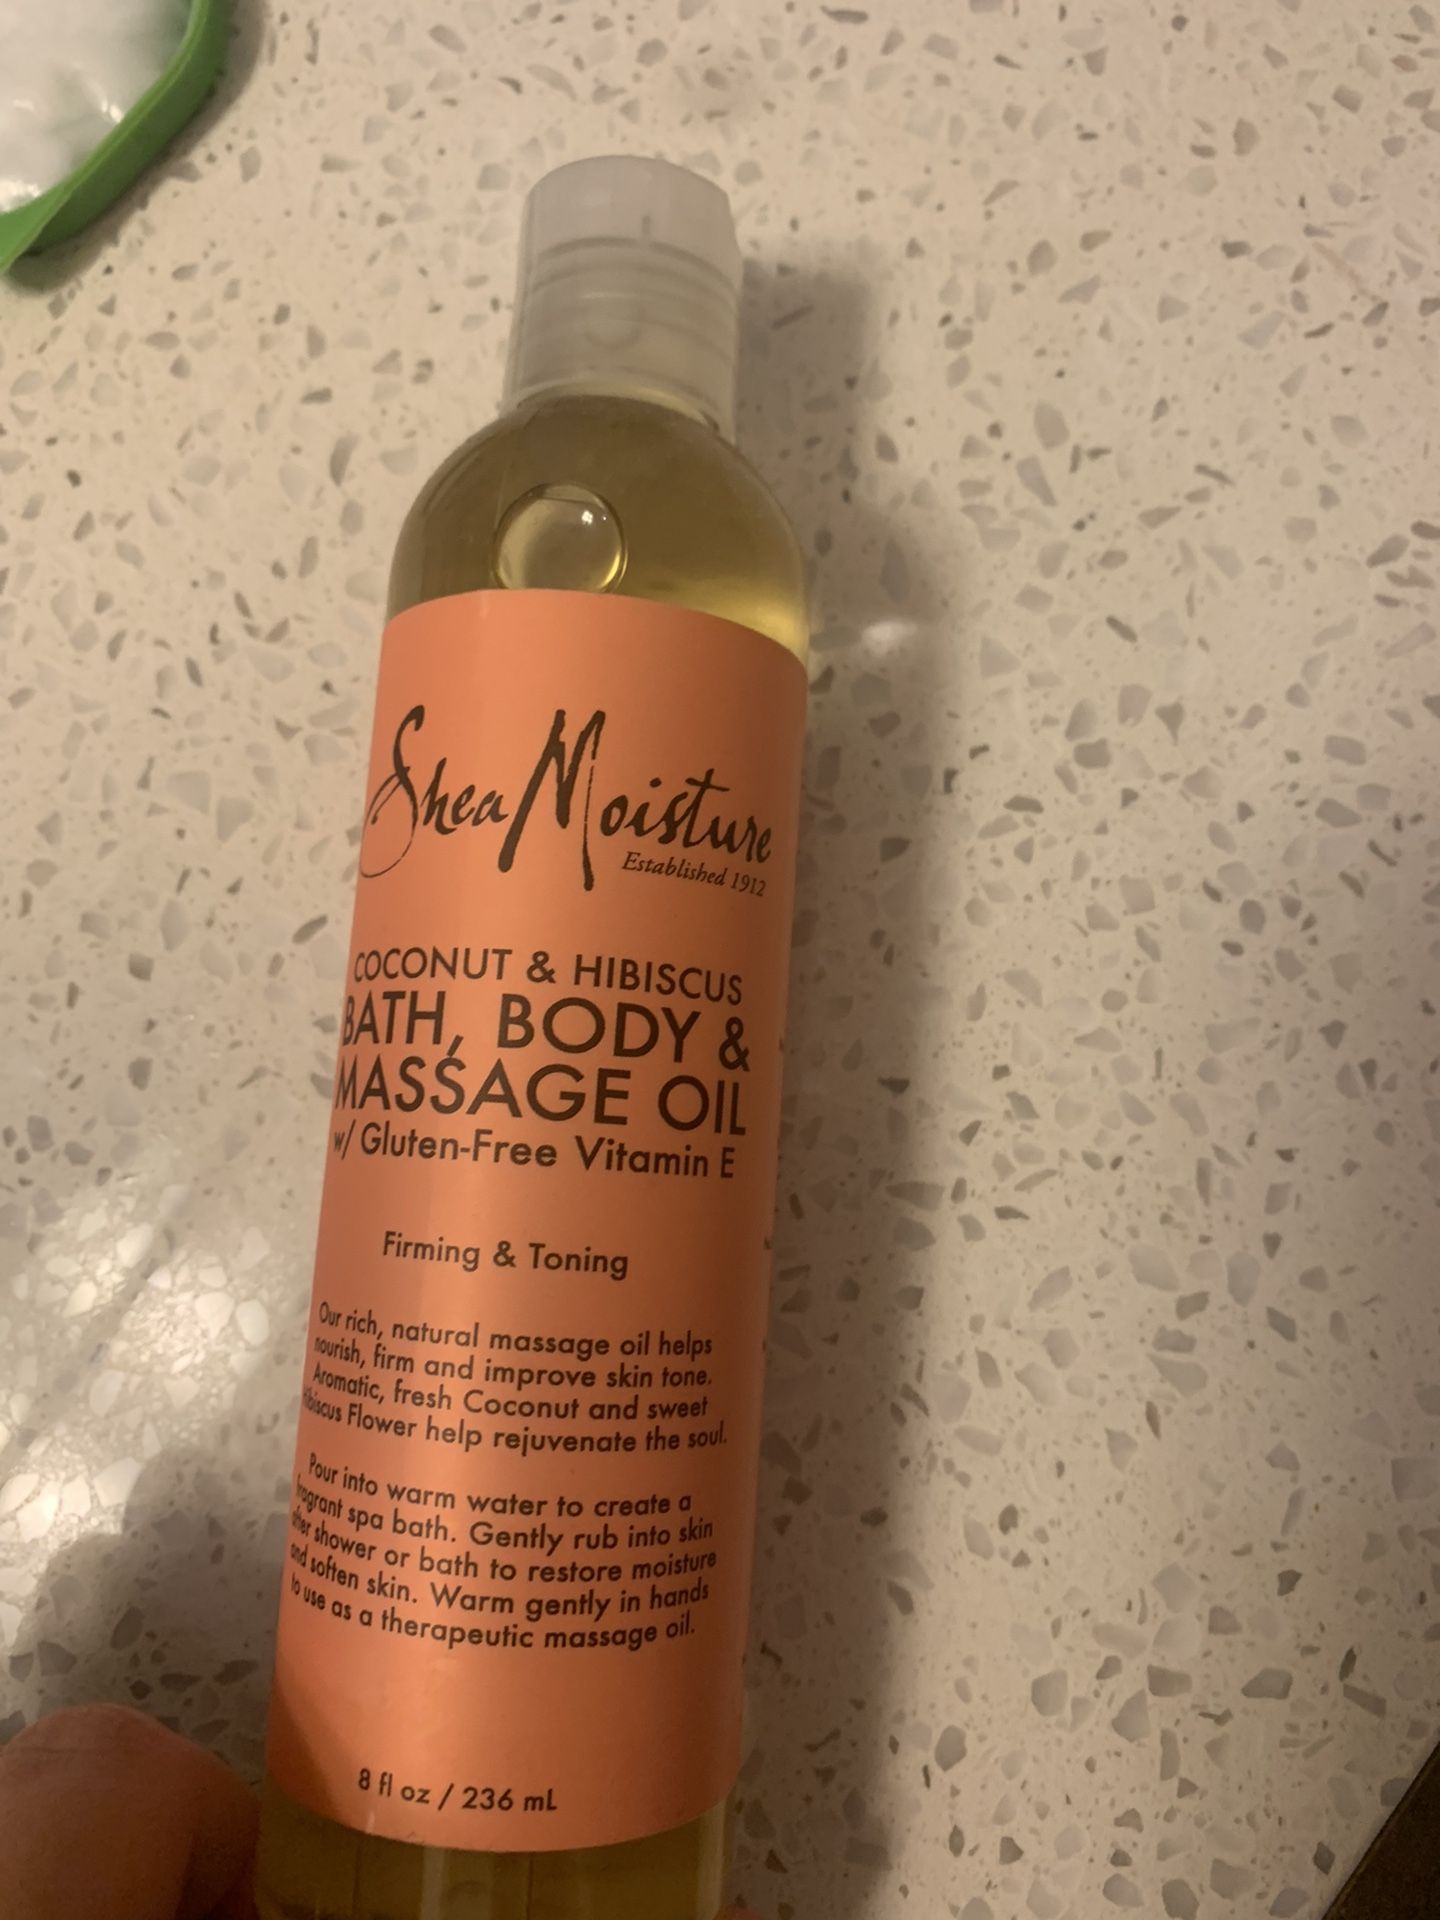 SheaMoisture
Established 1912
COCONUT & HIBISCUS
BATH, BODY &
MASSAGE OIL
w/ Gluten-Free Vitamin E
Firming & Toning
Our rich, natural massage oil helps
nourish, firm and improve skin tone.
Aromatic, fresh Coconut and sweet
Hibiscus Flower help rejuvenate the soul.
Pour into warm water to create a
fragrant spa bath. Gently rub into skin
after shower or bath to restore moisture
and soften skin. Warm gently in hands
to use as a therapeutic massage oil.
8 fl oz / 236 mL